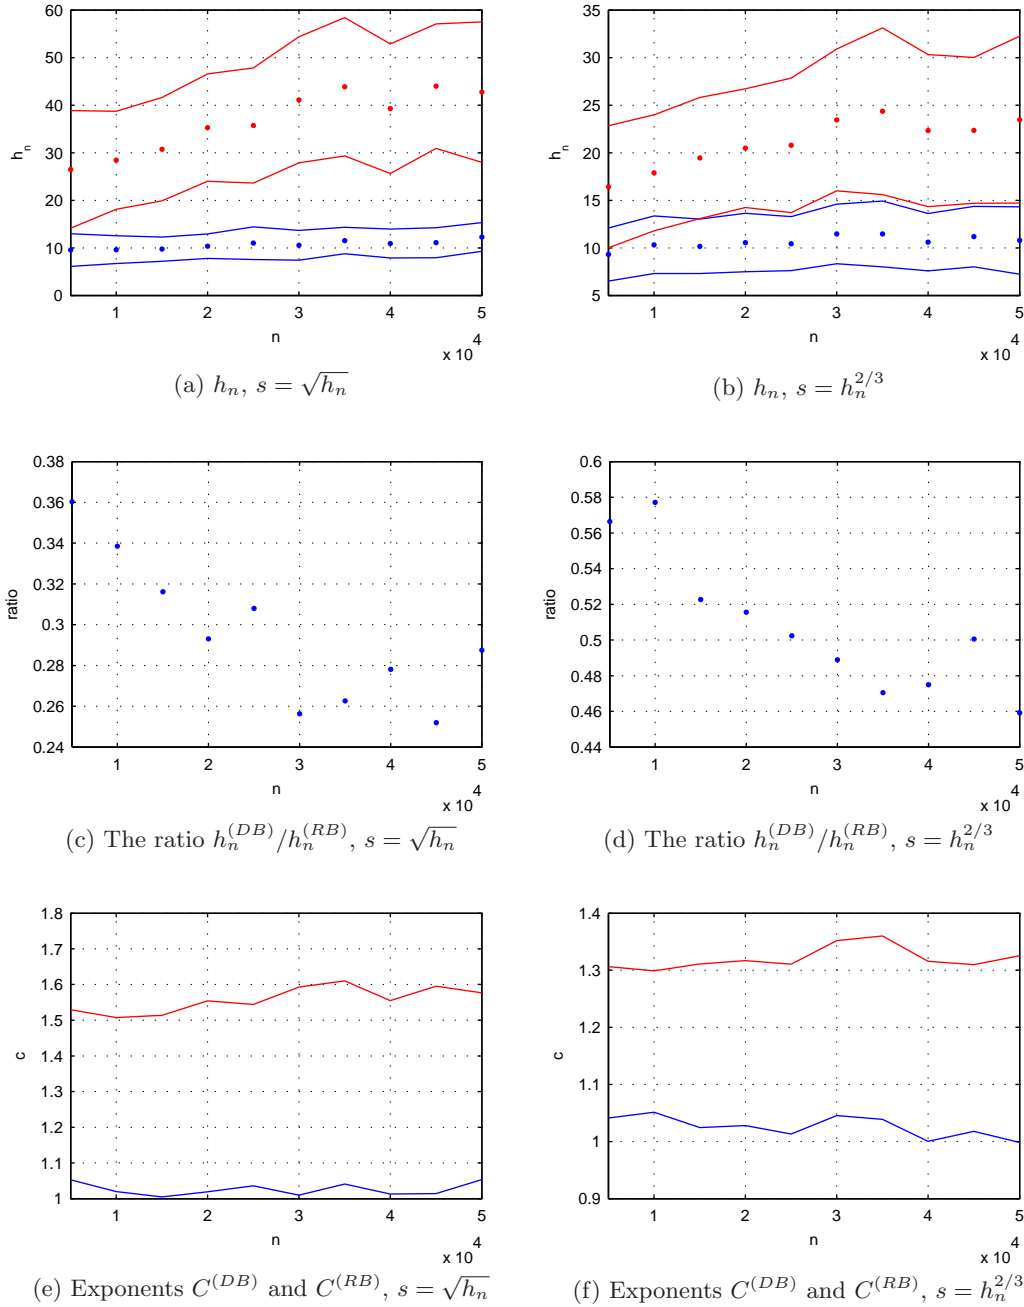 60
50
40
30
20
10
0
h_n
1 2 3 4 5
n
x 10^4
(a) h_n, s = √h_n
35
30
25
20
15
10
5
h_n
1 2 3 4 5
n
x 10^4
(b) h_n, s = h_n^{2/3}
0.38
0.36
0.34
0.32
0.3
0.28
0.26
0.24
ratio
1 2 3 4 5
n
x 10^4
(c) The ratio h_n^{(DB)}/h_n^{(RB)}, s = √h_n
0.6
0.58
0.56
0.54
0.52
0.5
0.48
0.46
0.44
ratio
1 2 3 4 5
n
x 10^4
(d) The ratio h_n^{(DB)}/h_n^{(RB)}, s = h_n^{2/3}
1.8
1.7
1.6
1.5
1.4
1.3
1.2
1.1
1
c
1 2 3 4 5
n
x 10^4
(e) Exponents C^{(DB)} and C^{(RB)}, s = √h_n
1.4
1.3
1.2
1.1
1
0.9
c
1 2 3 4 5
n
x 10^4
(f) Exponents C^{(DB)} and C^{(RB)}, s = h_n^{2/3}